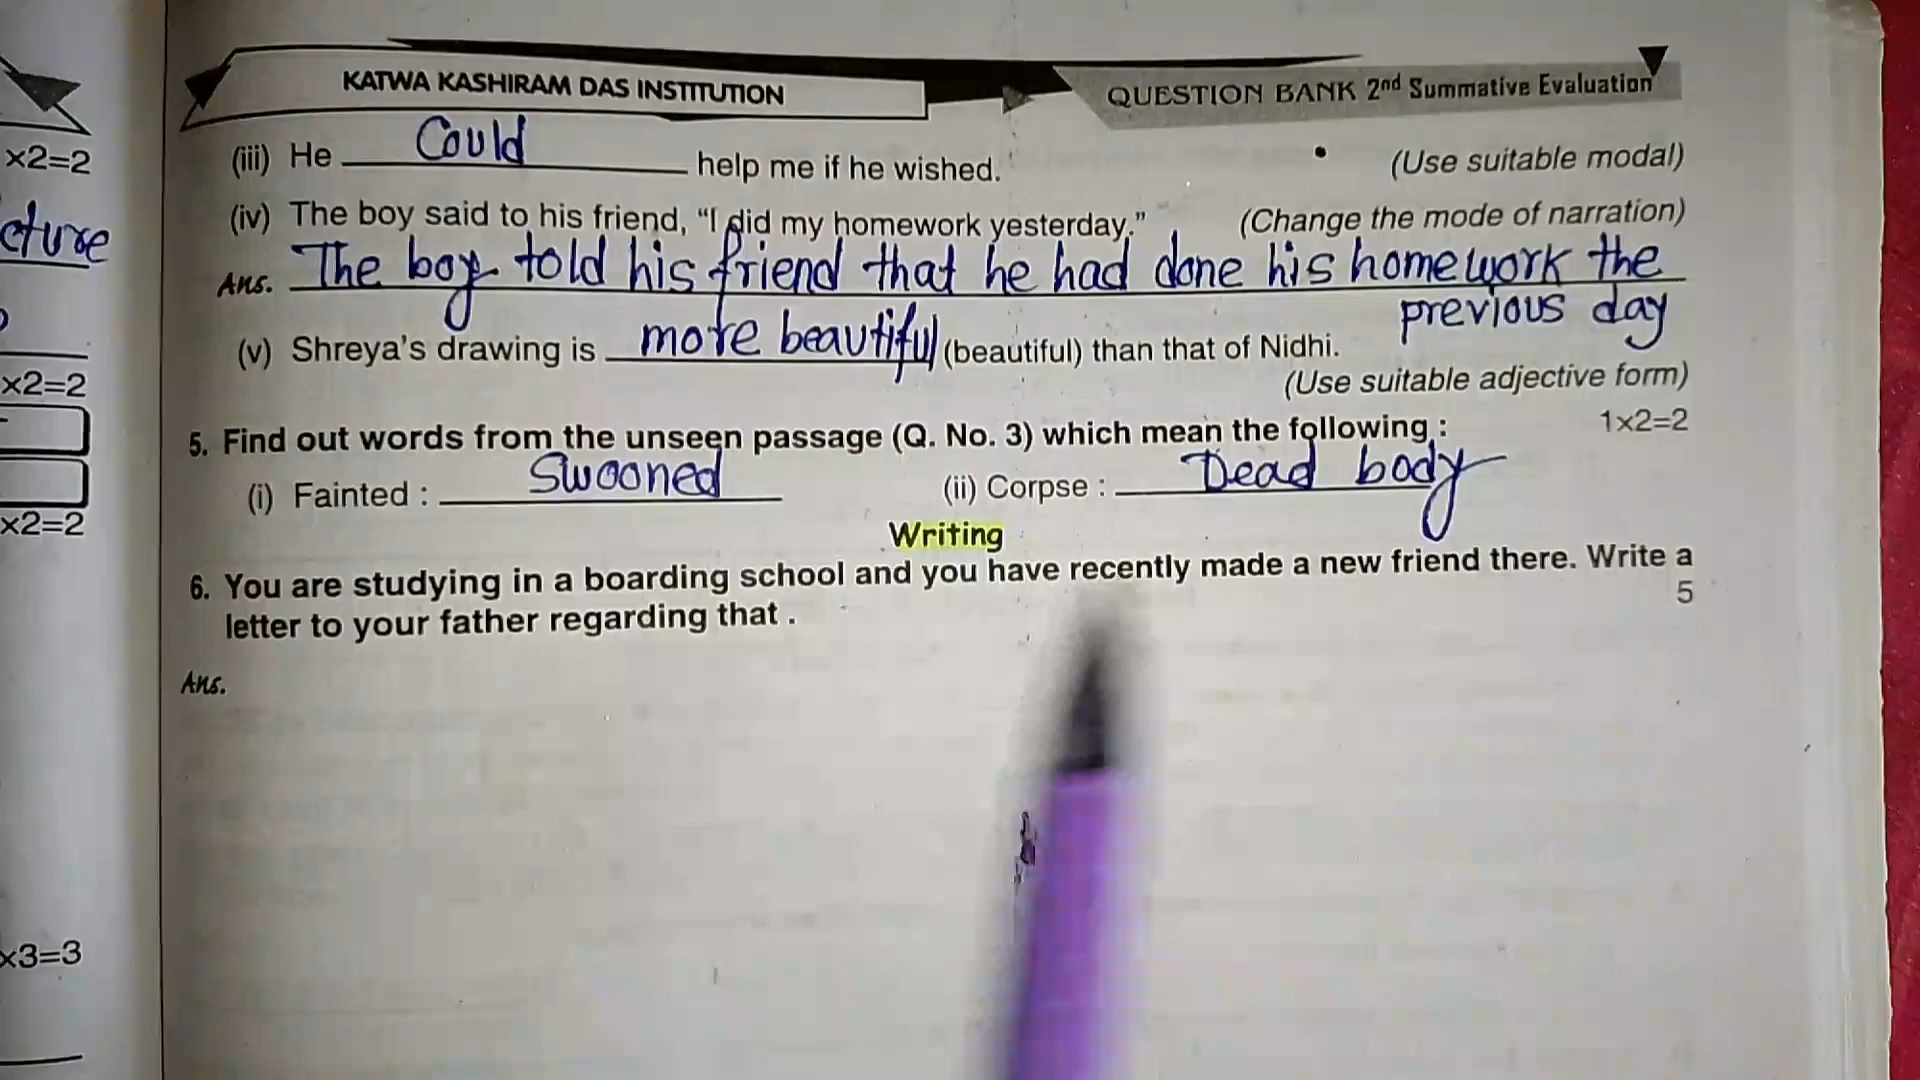 KATWA KASHIRAM DAS INSTITUTION
QUESTION BANK 2nd Summative Evaluation
x2=2
(iii) He Could help me if he wished. (Use suitable modal)
cture
(iv) The boy said to his friend, “I did my homework yesterday.” (Change the mode of narration)
Ans. The boy told his friend that he had done his homework the
previous day
(v) Shreya's drawing is more beautiful (beautiful) than that of Nidhi.
(Use suitable adjective form)
x2=2
5. Find out words from the unseen passage (Q. No. 3) which mean the following : 1×2=2
(i) Fainted : Swooned (ii) Corpse : Dead body
x2=2
Writing
6. You are studying in a boarding school and you have recently made a new friend there. Write a
letter to your father regarding that . 5
Ans.
x3=3